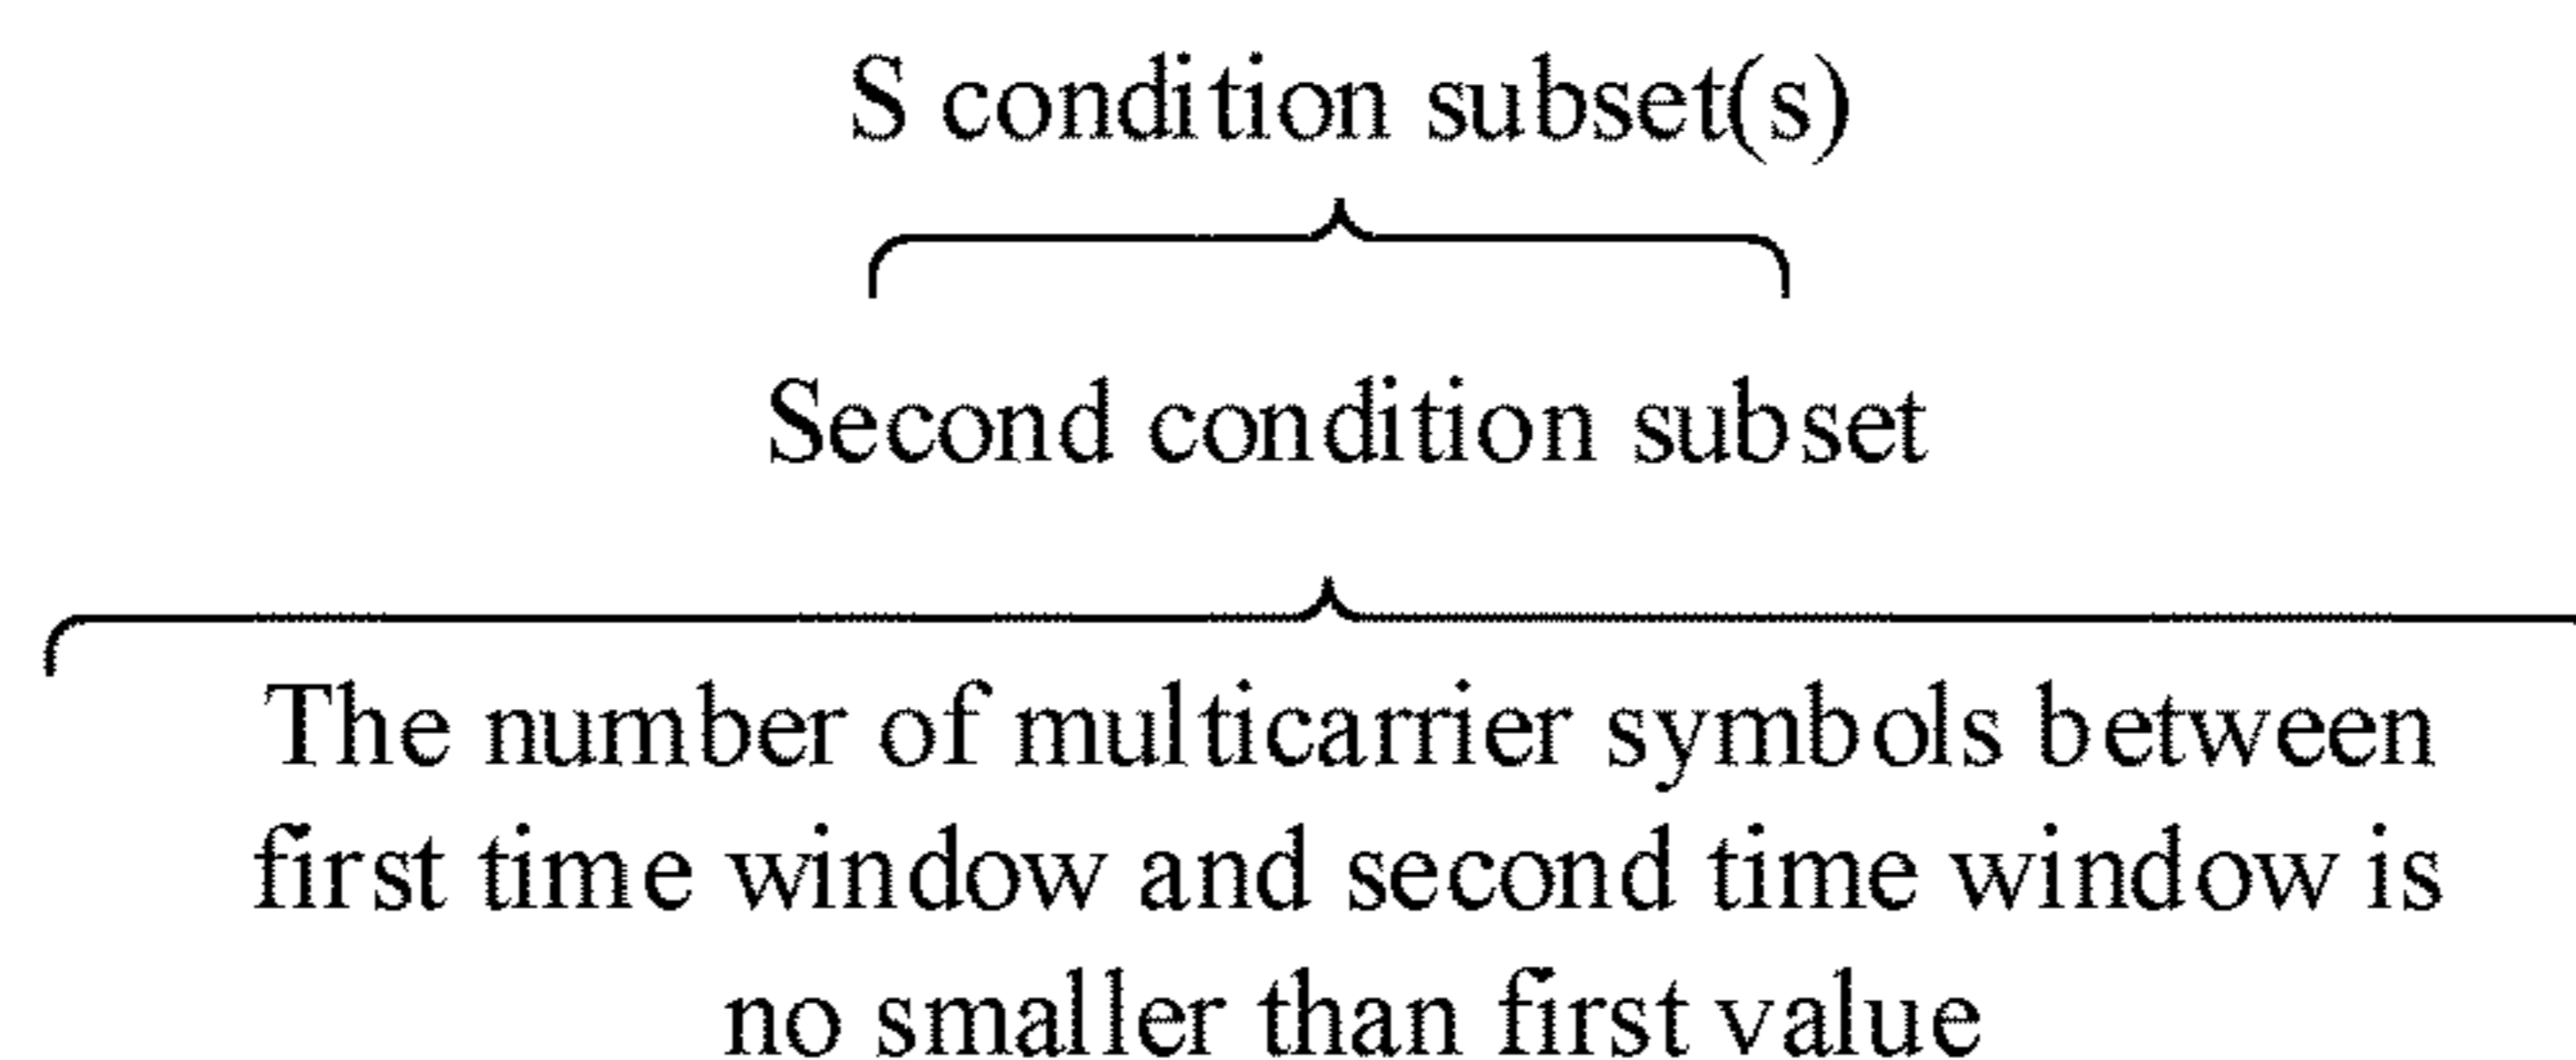 S condition subset(s)
Second condition subset
The number of multicarrier symbols between
first time window and second time window is
no smaller than first value